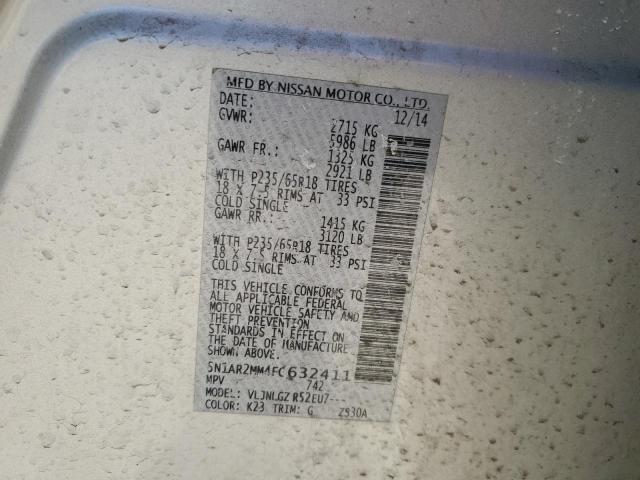 MFD BY NISSAN MOTOR CO., LTD.
DATE: 12/14
GVWR: 2715 KG
5986 LB
GAWR FR.: 1325 KG
2921 LB
WITH P235/65R18 TIRES
18 X 7.5 RIMS AT 33 PSI
COLD SINGLE
GAWR RR.: 1415 KG
3120 LB
WITH P235/65R18 TIRES
18 X 7.5 RIMS AT 33 PSI
COLD SINGLE
THIS VEHICLE CONFORMS TO
ALL APPLICABLE FEDERAL
MOTOR VEHICLE SAFETY AND
THEFT PREVENTION
STANDARDS IN EFFECT ON
THE DATE OF MANUFACTURE
SHOWN ABOVE.
5N1AR2MM4FC632411
MPV 742
MODEL: VLJNLGZ R52EU7---
COLOR: K23 TRIM: G Z930A